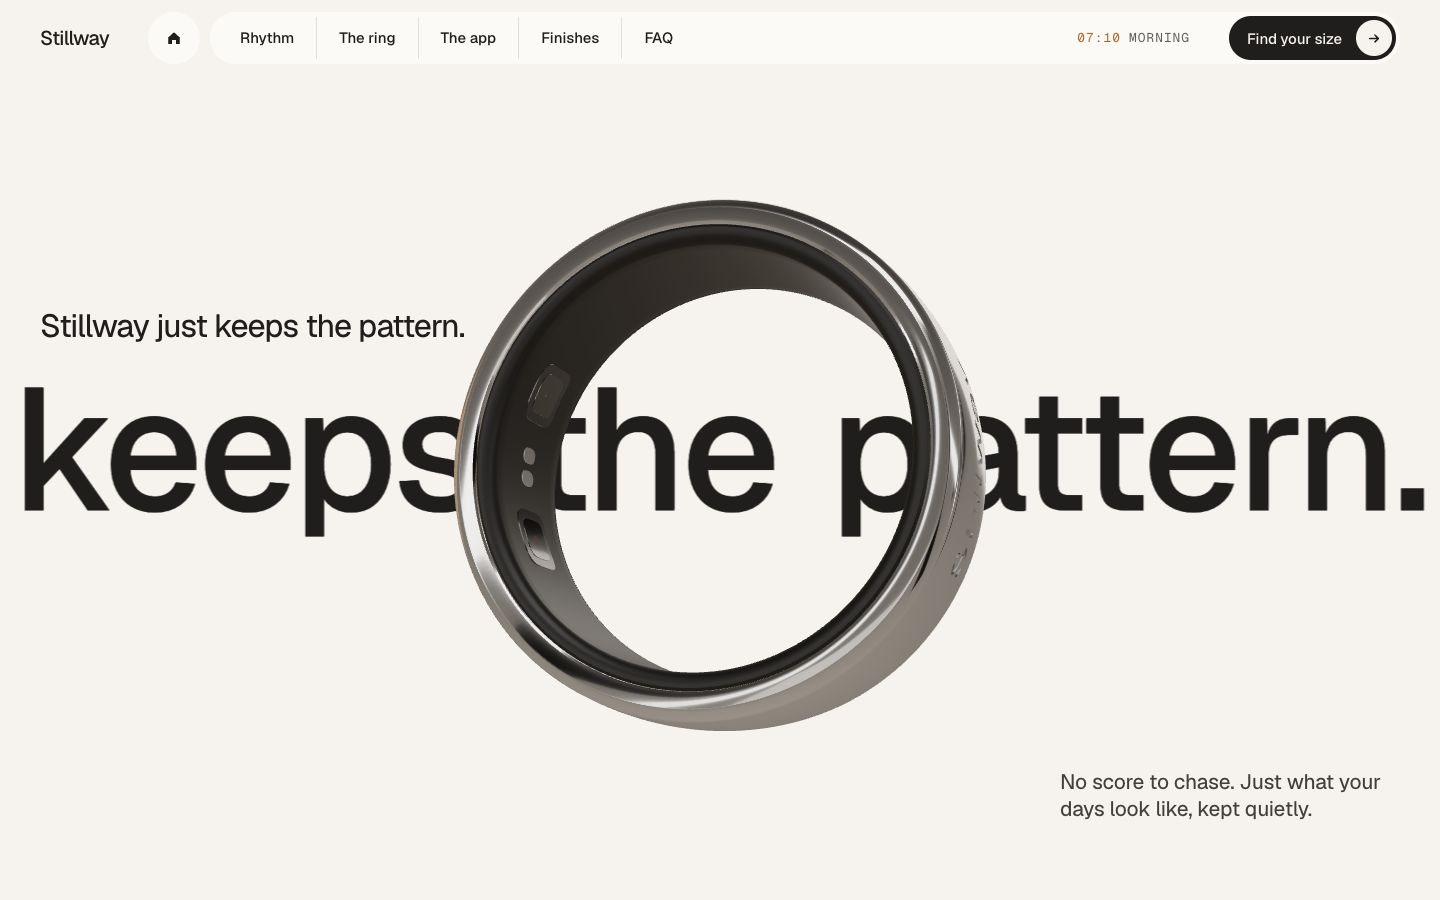 Stillway
Rhythm
The ring
The app
Finishes
FAQ
07:10 MORNING
Find your size
Stillway just keeps the pattern.
keeps the pattern.
No score to chase. Just what your
days look like, kept quietly.